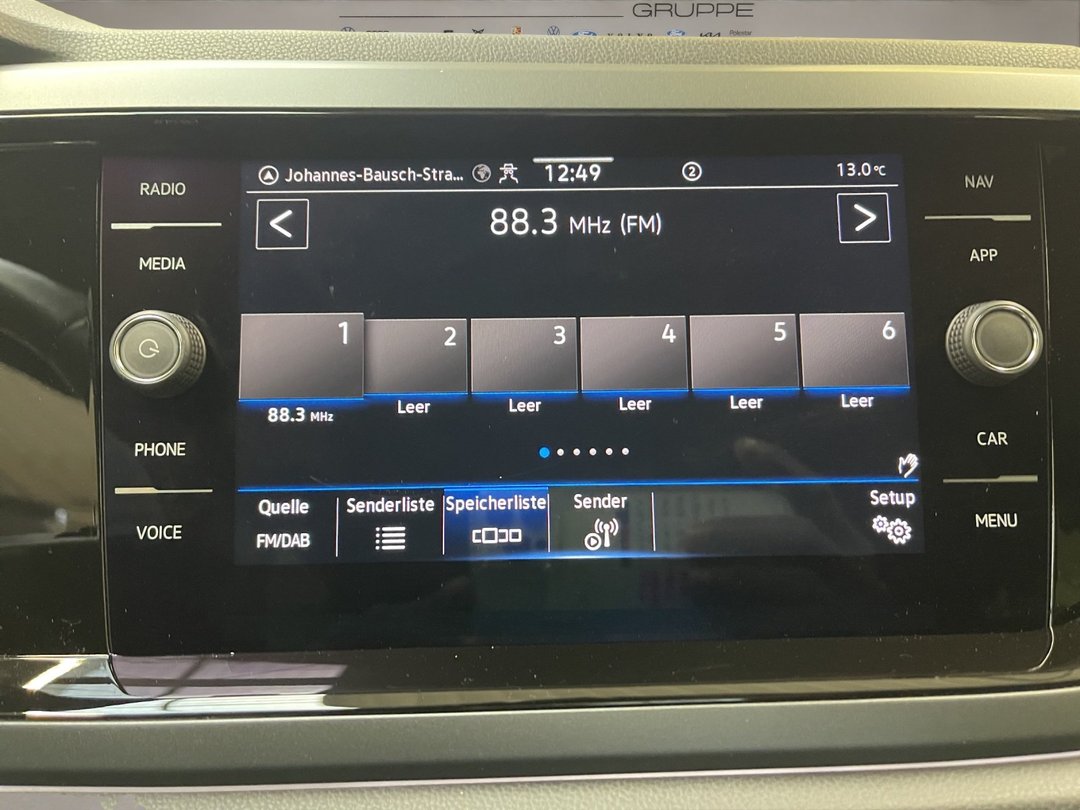 GRUPPE
VOLVO
Polestar
RADIO
MEDIA
PHONE
VOICE
Johannes-Bausch-Stra... 12:49 2 13.0°C
< 88.3 MHz (FM) >
1 2 3 4 5 6
88.3 MHz Leer Leer Leer Leer Leer
Quelle Senderliste Speicherliste Sender Setup
FM/DAB
NAV
APP
CAR
MENU